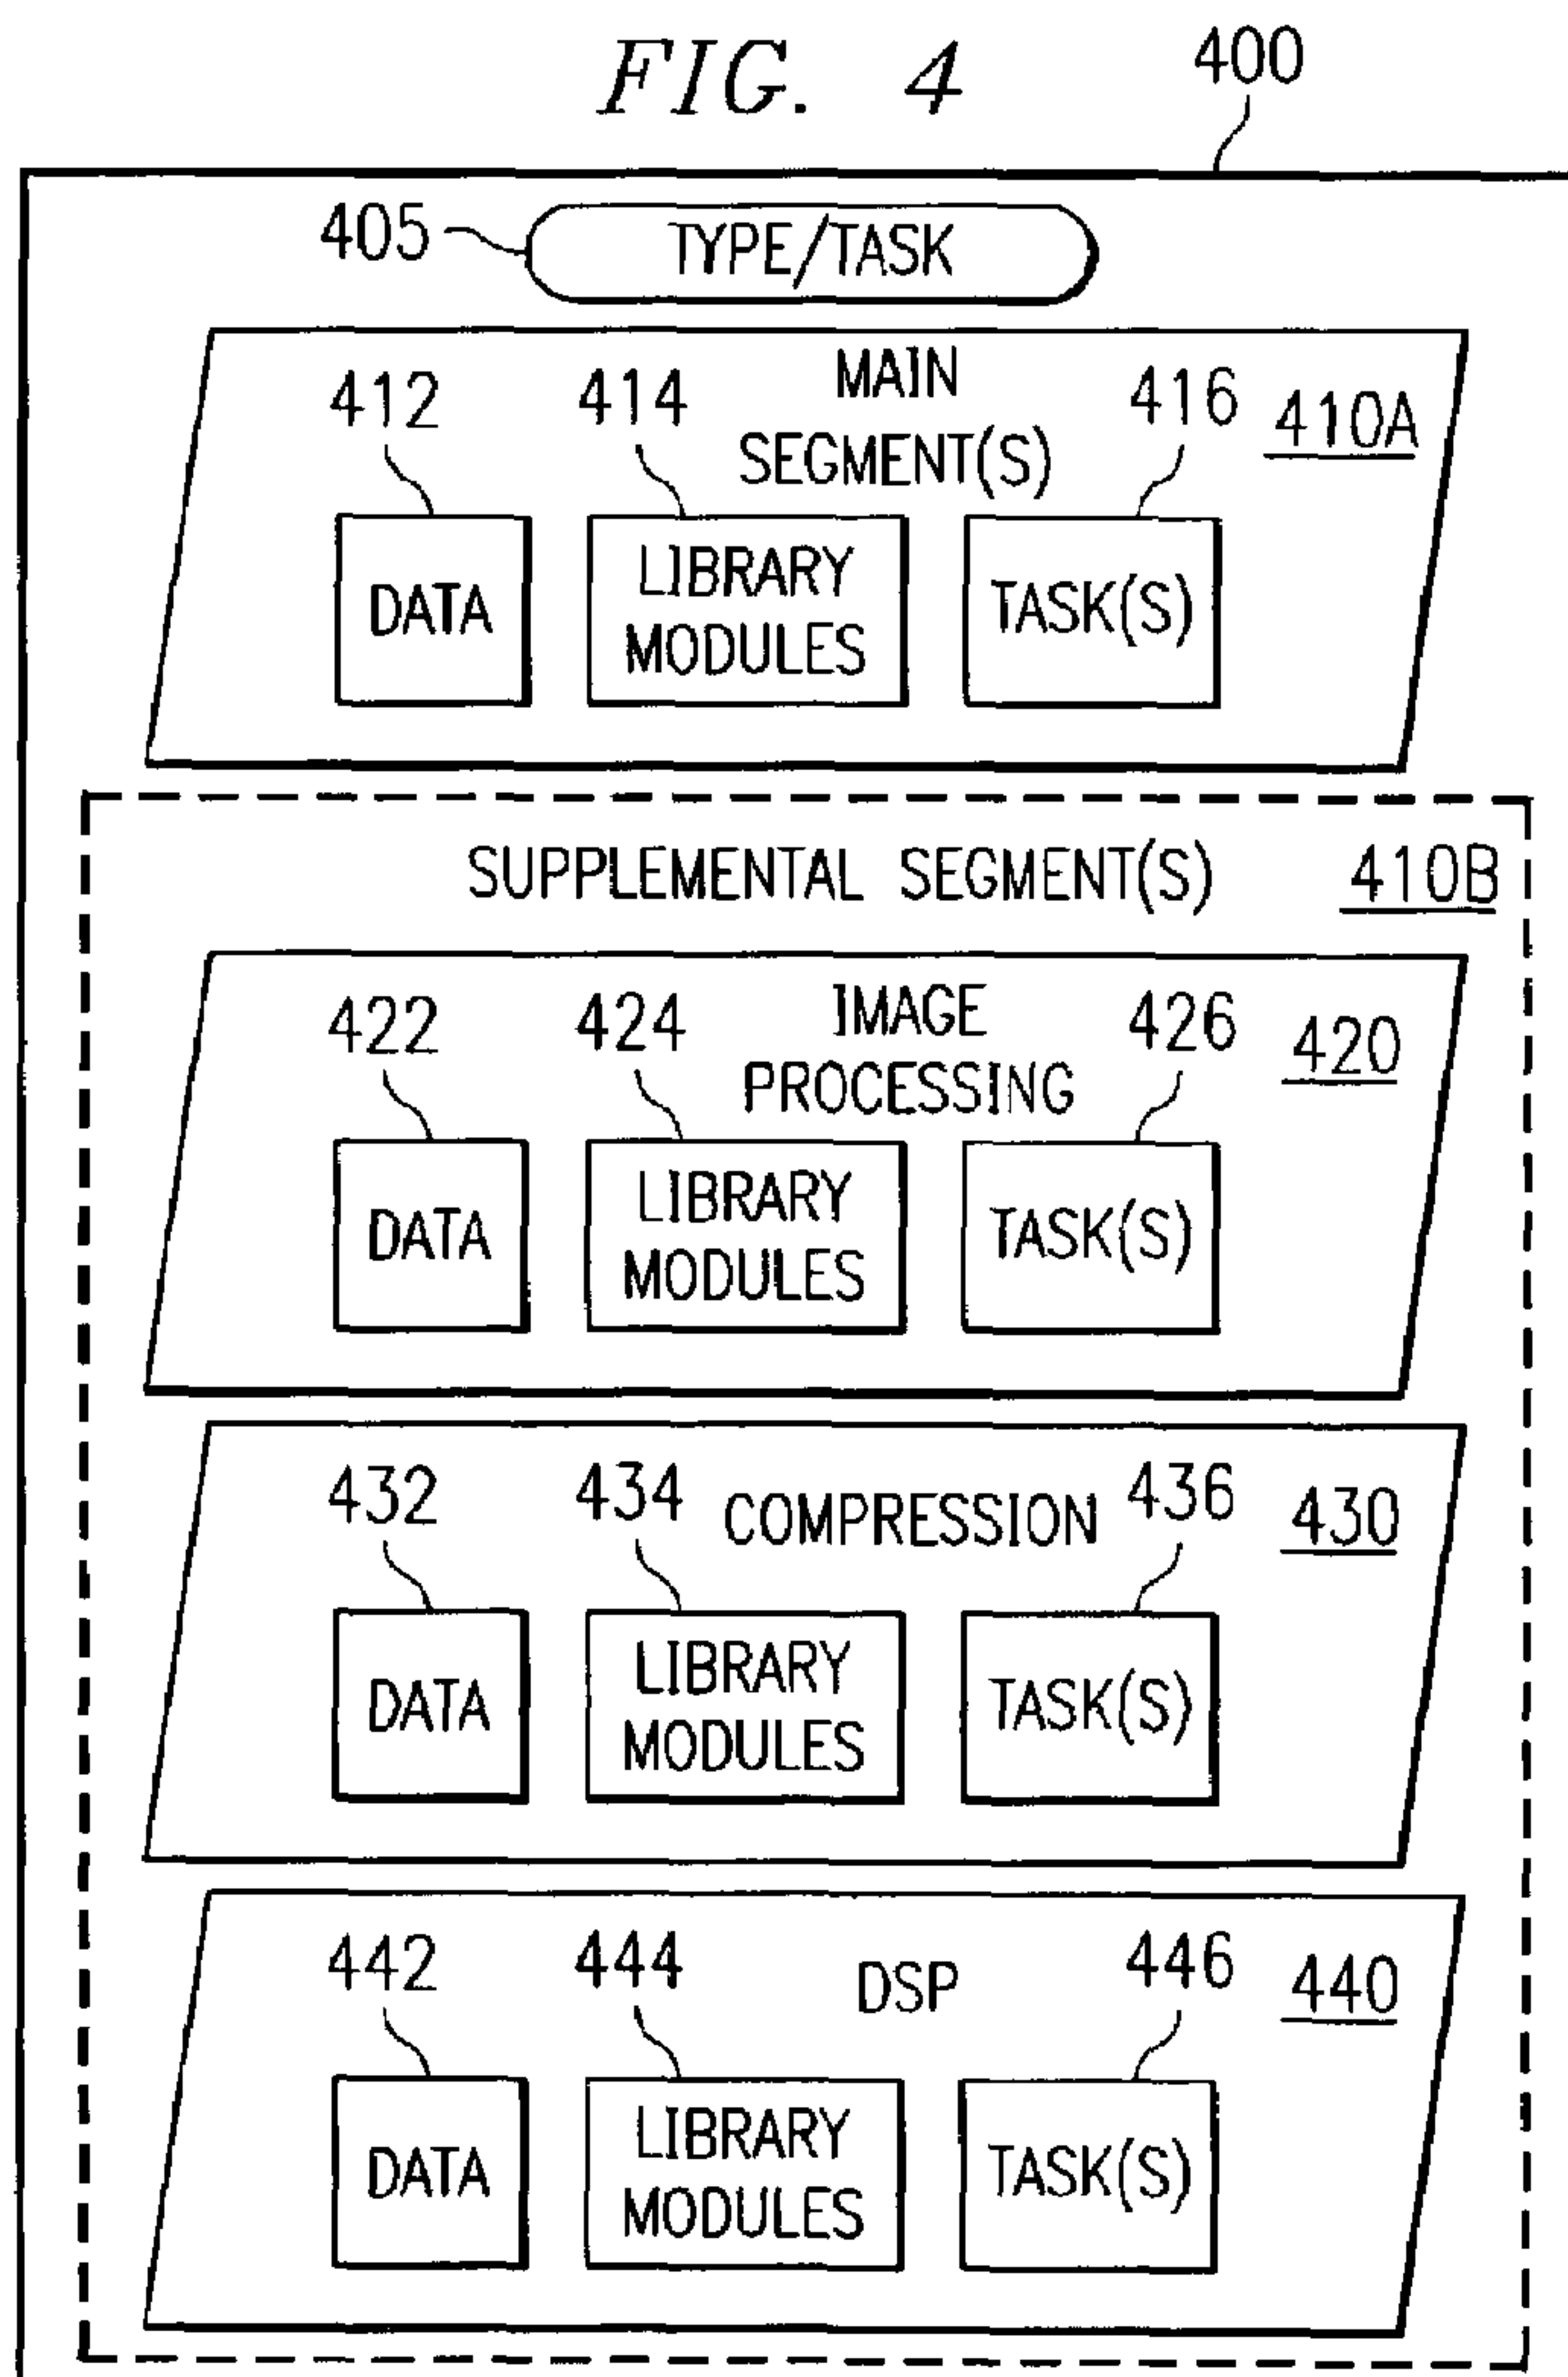 FIG. 4
400
405
TYPE/TASK
MAIN
SEGMENT(S)
412
414
416
410A
DATA
LIBRARY
MODULES
TASK(S)
SUPPLEMENTAL SEGMENT(S)
410B
IMAGE
PROCESSING
422
424
426
420
DATA
LIBRARY
MODULES
TASK(S)
432
434
COMPRESSION
436
430
DATA
LIBRARY
MODULES
TASK(S)
442
444
DSP
446
440
DATA
LIBRARY
MODULES
TASK(S)